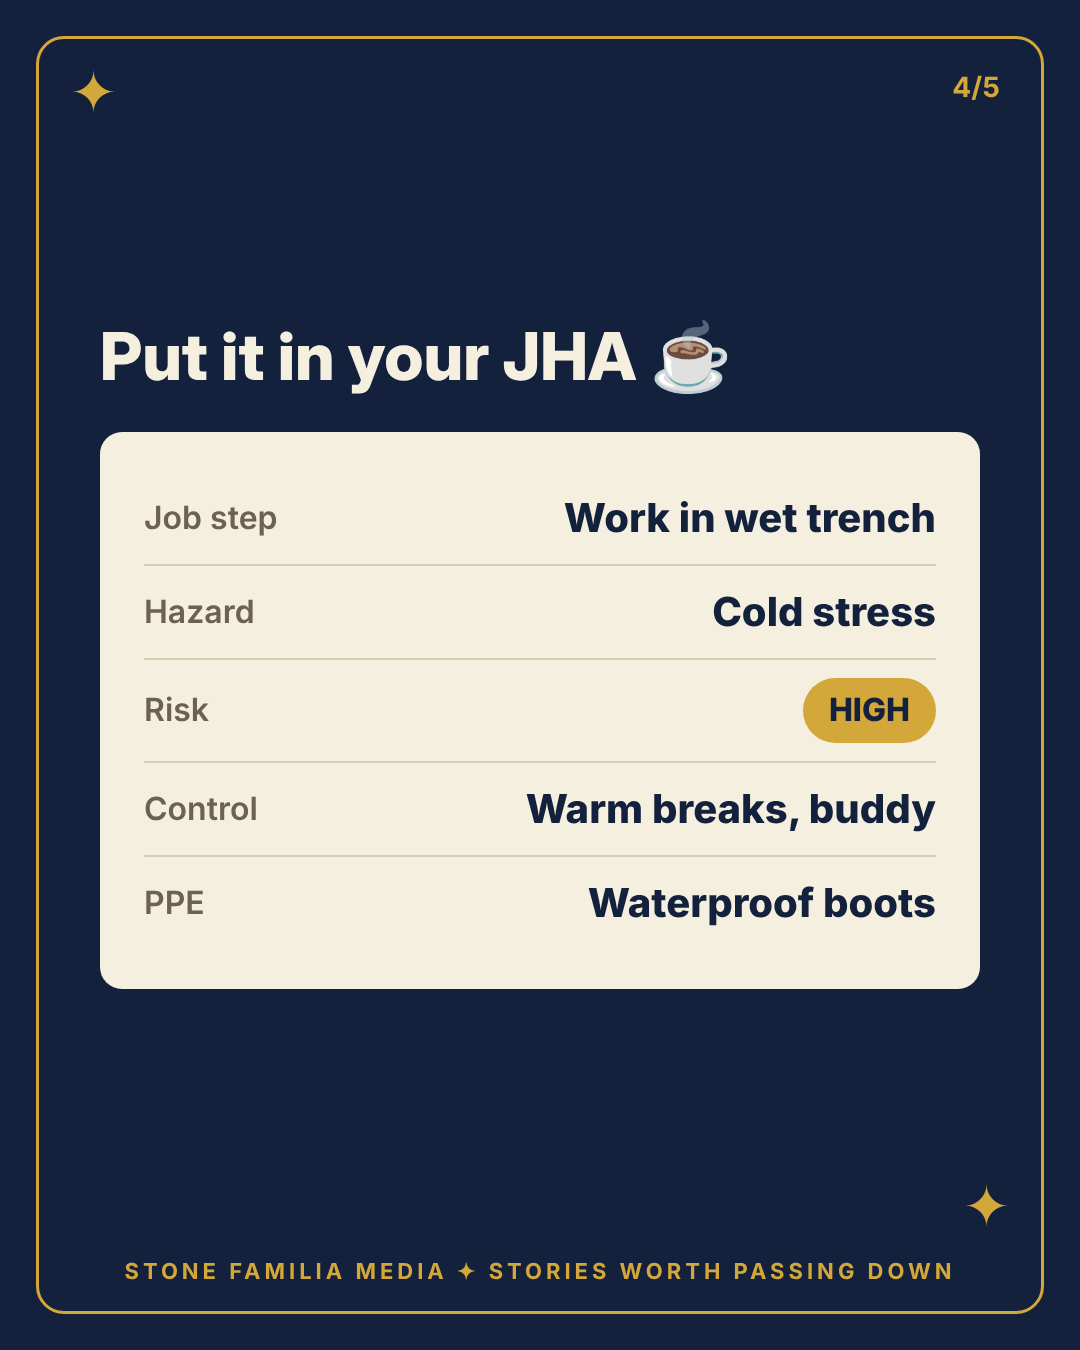 4/5
Put it in your JHA ☕
Job step Work in wet trench
Hazard Cold stress
Risk HIGH
Control Warm breaks, buddy
PPE Waterproof boots
STONE FAMILIA MEDIA ✦ STORIES WORTH PASSING DOWN